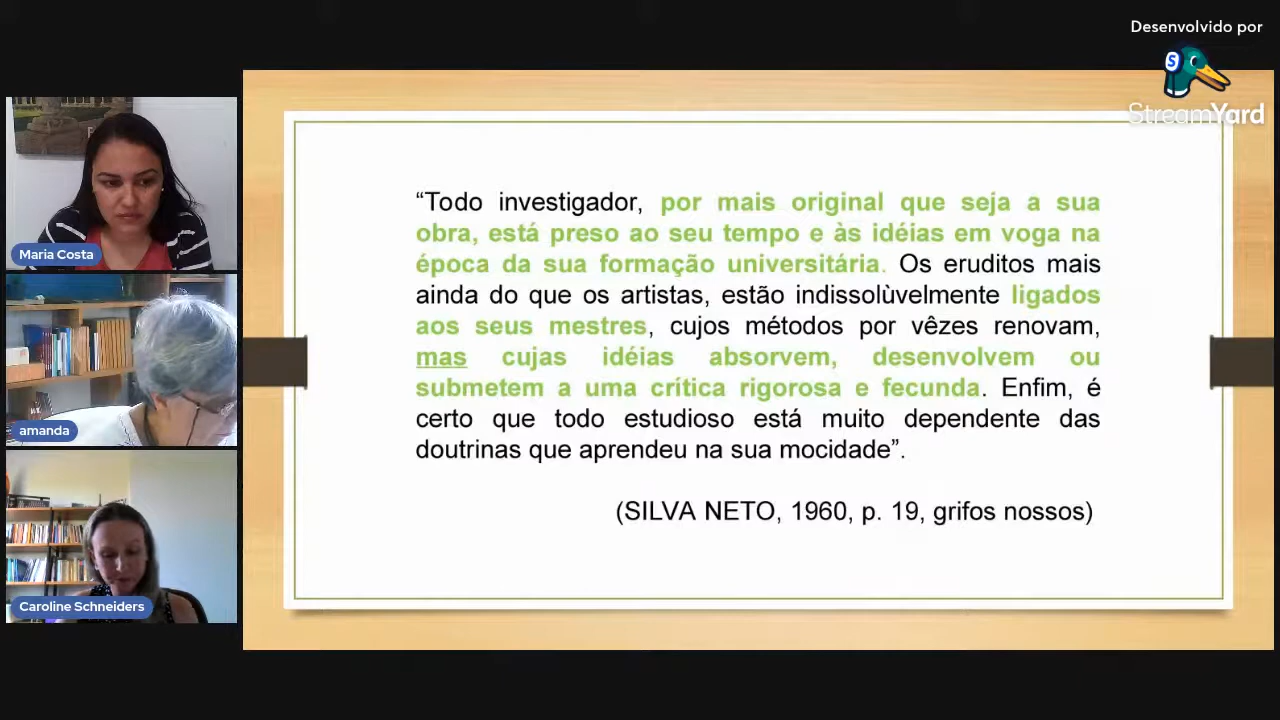 Desenvolvido por
S
StreamYard
Maria Costa
amanda
Caroline Schneiders
“Todo investigador, por mais original que seja a sua
obra, está preso ao seu tempo e às idéias em voga na
época da sua formação universitária. Os eruditos mais
ainda do que os artistas, estão indissolùvelmente ligados
aos seus mestres, cujos métodos por vêzes renovam,
mas cujas idéias absorvem, desenvolvem ou
submetem a uma crítica rigorosa e fecunda. Enfim, é
certo que todo estudioso está muito dependente das
doutrinas que aprendeu na sua mocidade”.
(SILVA NETO, 1960, p. 19, grifos nossos)